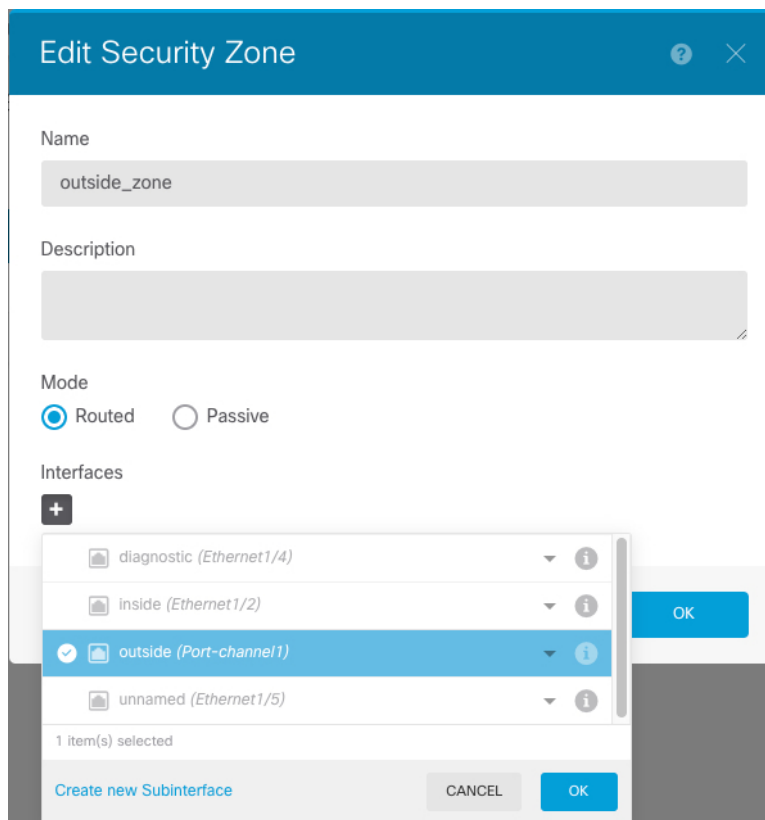 Edit Security Zone
Name
outside_zone
Description
Mode
Routed Passive
Interfaces
diagnostic (Ethernet1/4)
inside (Ethernet1/2)
OK
outside (Port-channel1)
unnamed (Ethernet1/5)
1 item(s) selected
Create new Subinterface CANCEL OK